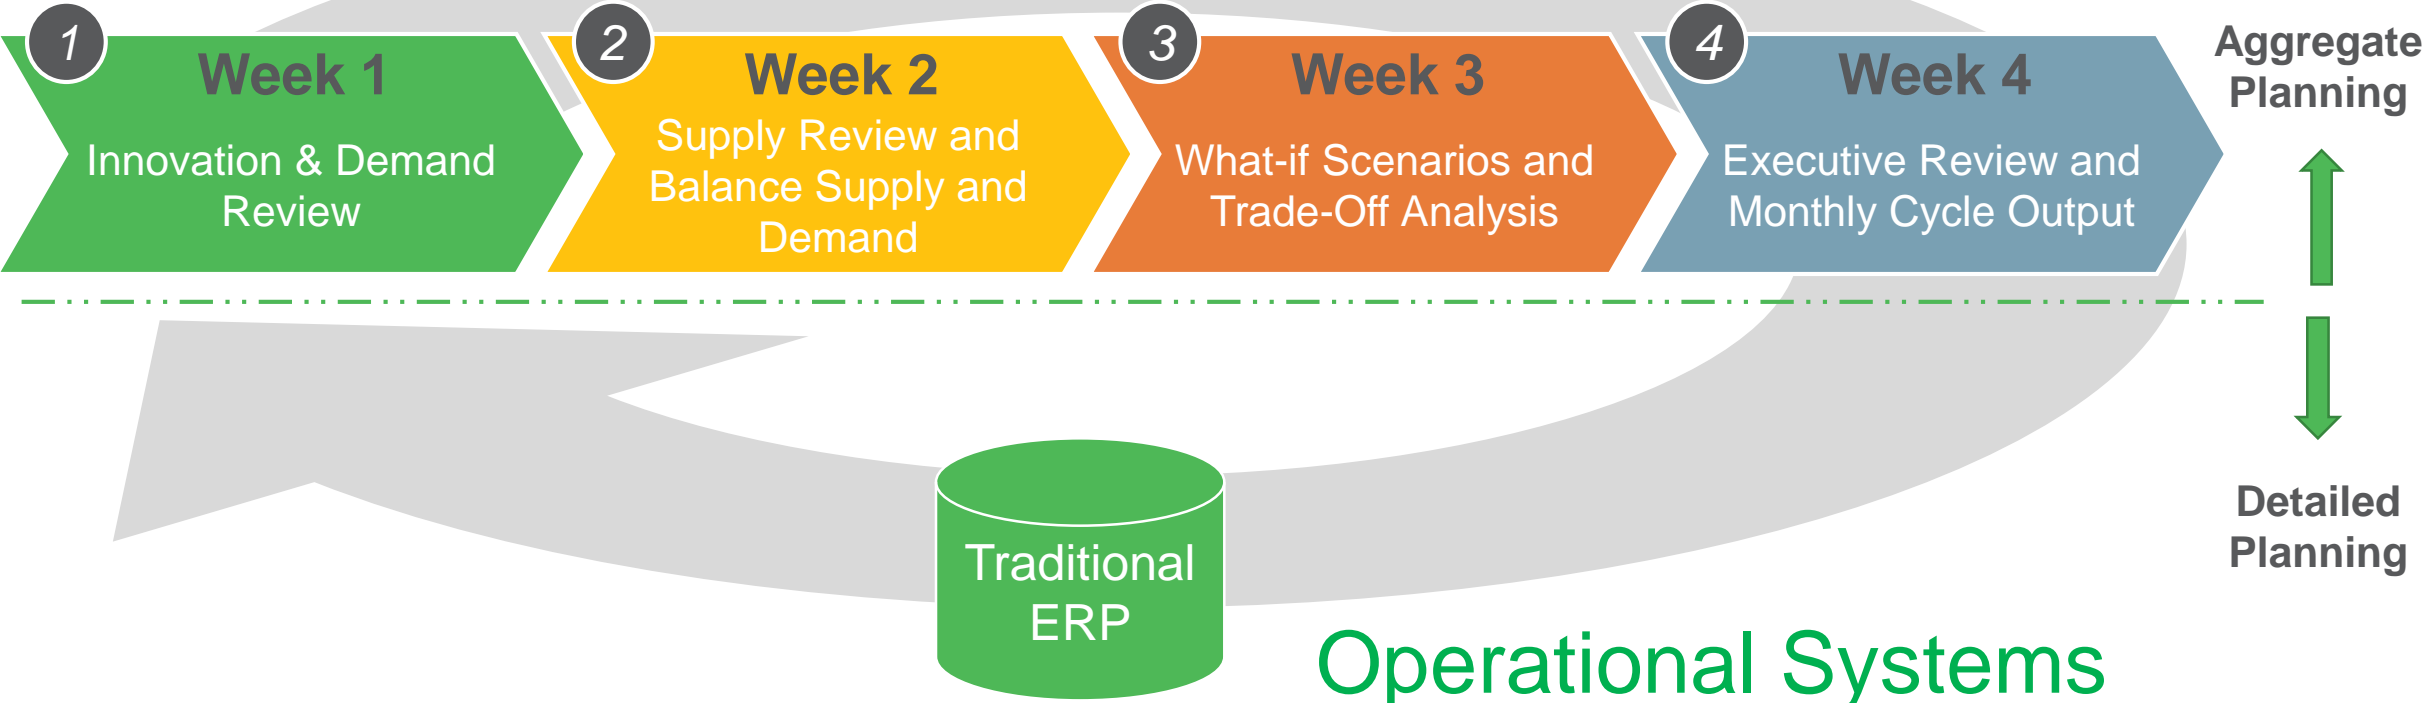 1
Week 1
Innovation & Demand
Review
2
Week 2
Supply Review and
Balance Supply and
Demand
3
Week 3
What-if Scenarios and
Trade-Off Analysis
4
Week 4
Executive Review and
Monthly Cycle Output
Aggregate
Planning
Detailed
Planning
Traditional
ERP
Operational Systems